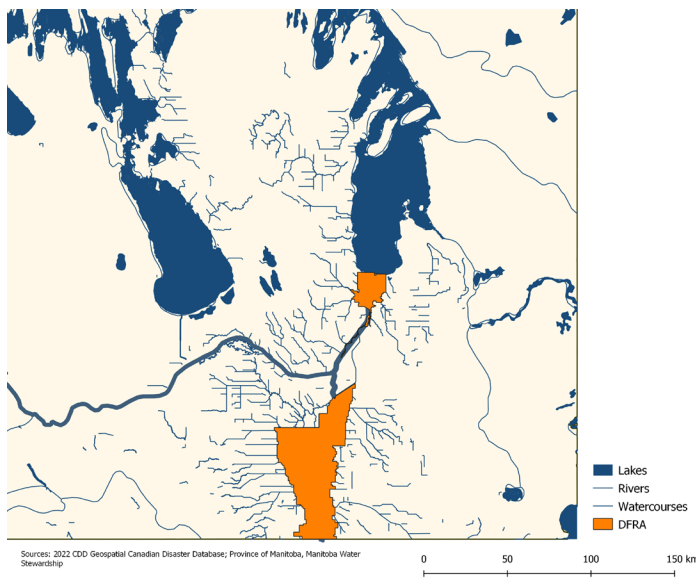 Lakes
Rivers
Watercourses
DFRA
Sources: 2022 CDD Geospatial Canadian Disaster Database; Province of Manitoba, Manitoba Water
Stewardship
0 50 100 150 km